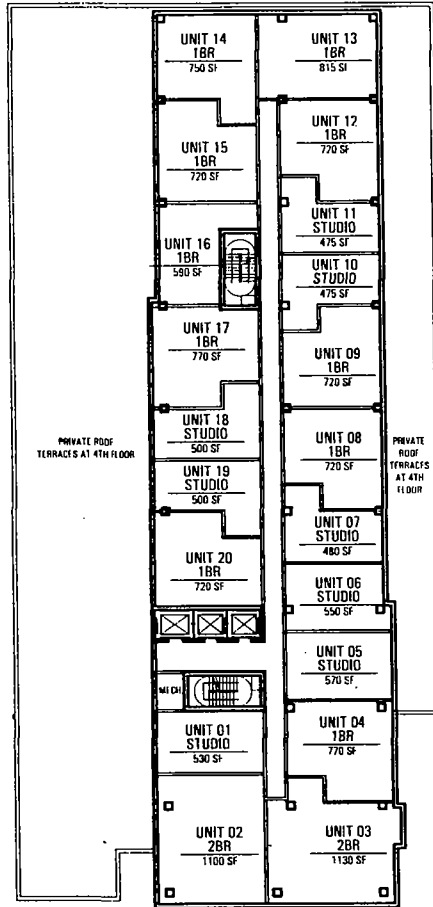 UNIT 14
1BR
750 SF
UNIT 13
1BR
815 SF
UNIT 12
1BR
720 SF
UNIT 15
1BR
720 SF
UNIT 11
STUDIO
475 SF
UNIT 16
1BR
590 SF
UNIT 10
STUDIO
475 SF
UNIT 17
1BR
770 SF
UNIT 09
1BR
720 SF
UNIT 18
STUDIO
500 SF
UNIT 08
1BR
720 SF
PRIVATE ROOF
TERRACES AT 4TH FLOOR
PRIVATE
ROOF
TERRACES
AT 4TH
FLOOR
UNIT 19
STUDIO
500 SF
UNIT 07
STUDIO
480 SF
UNIT 20
1BR
720 SF
UNIT 06
STUDIO
550 SF
UNIT 05
STUDIO
570 SF
MECH
UNIT 01
STUDIO
530 SF
UNIT 04
1BR
770 SF
UNIT 02
2BR
1100 SF
UNIT 03
2BR
1130 SF